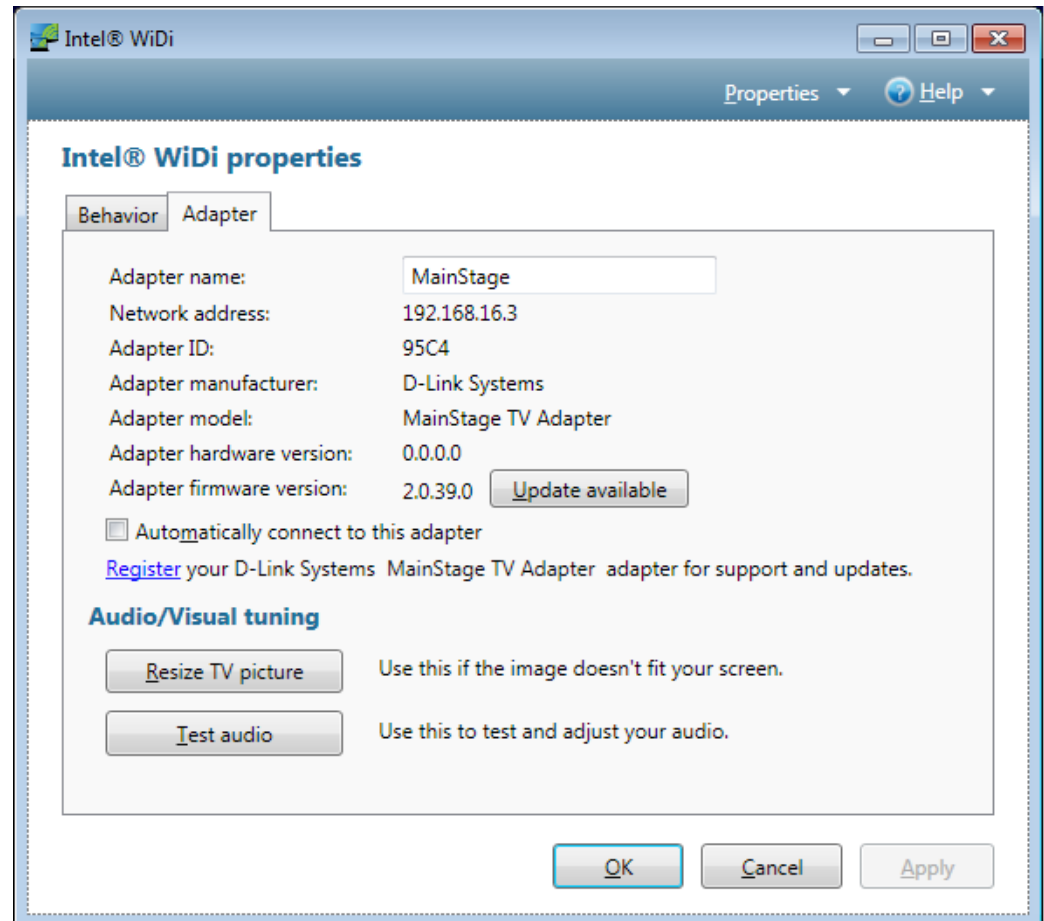 Intel® WiDi
Properties Help
Intel® WiDi properties
Behavior Adapter
Adapter name: MainStage
Network address: 192.168.16.3
Adapter ID: 95C4
Adapter manufacturer: D-Link Systems
Adapter model: MainStage TV Adapter
Adapter hardware version: 0.0.0.0
Adapter firmware version: 2.0.39.0 Update available
Automatically connect to this adapter
Register your D-Link Systems MainStage TV Adapter adapter for support and updates.
Audio/Visual tuning
Resize TV picture Use this if the image doesn't fit your screen.
Test audio Use this to test and adjust your audio.
OK Cancel Apply